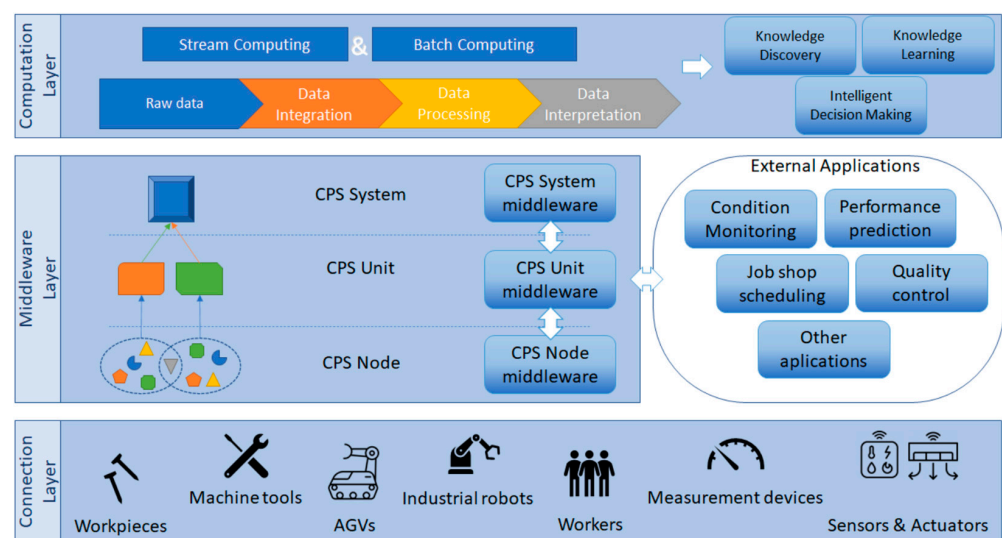 Computation
Layer
Stream Computing
&
Batch Computing
Raw data
Data
Integration
Data
Processing
Data
Interpretation
Knowledge
Discovery
Knowledge
Learning
Intelligent
Decision Making
Middleware
Layer
CPS System
CPS Unit
CPS Node
CPS System
middleware
CPS Unit
middleware
CPS Node
middleware
External Applications
Condition
Monitoring
Performance
prediction
Job shop
scheduling
Quality
control
Other
aplications
Connection
Layer
Workpieces
Machine tools
AGVs
Industrial robots
Workers
Measurement devices
Sensors & Actuators